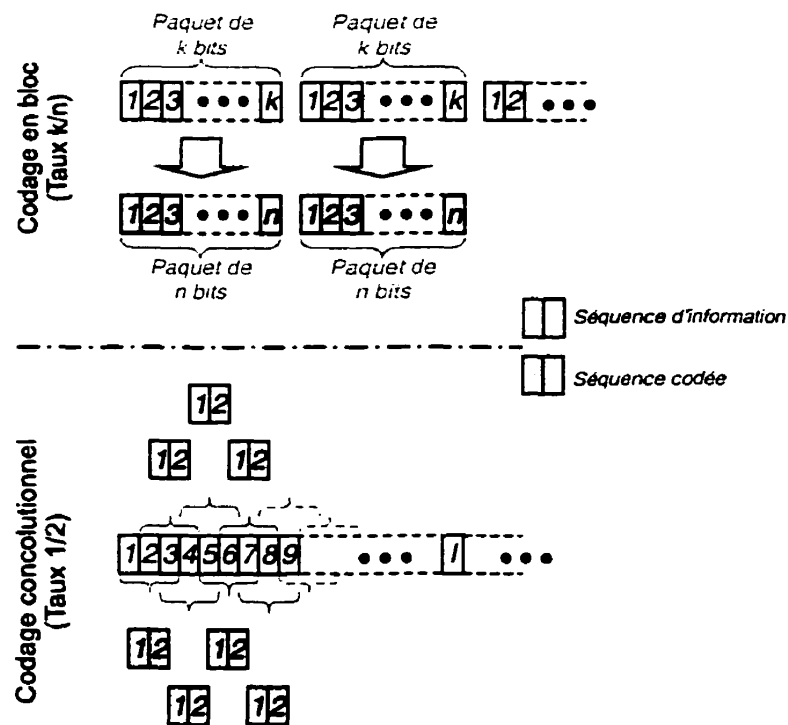 Paquet de
k bits
Paquet de
k bits
Codage en bloc
(Taux k/n)
1 2 3 • • • k
1 2 3 • • • k
1 2 • • •
1 2 3 • • • n
1 2 3 • • • n
Paquet de
n bits
Paquet de
n bits
Séquence d'information
Séquence codée
Codage concolutionnel
(Taux 1/2)
1 2
1 2
1 2
1 2 3 4 5 6 7 8 9 • • • l • • •
1 2
1 2
1 2
1 2